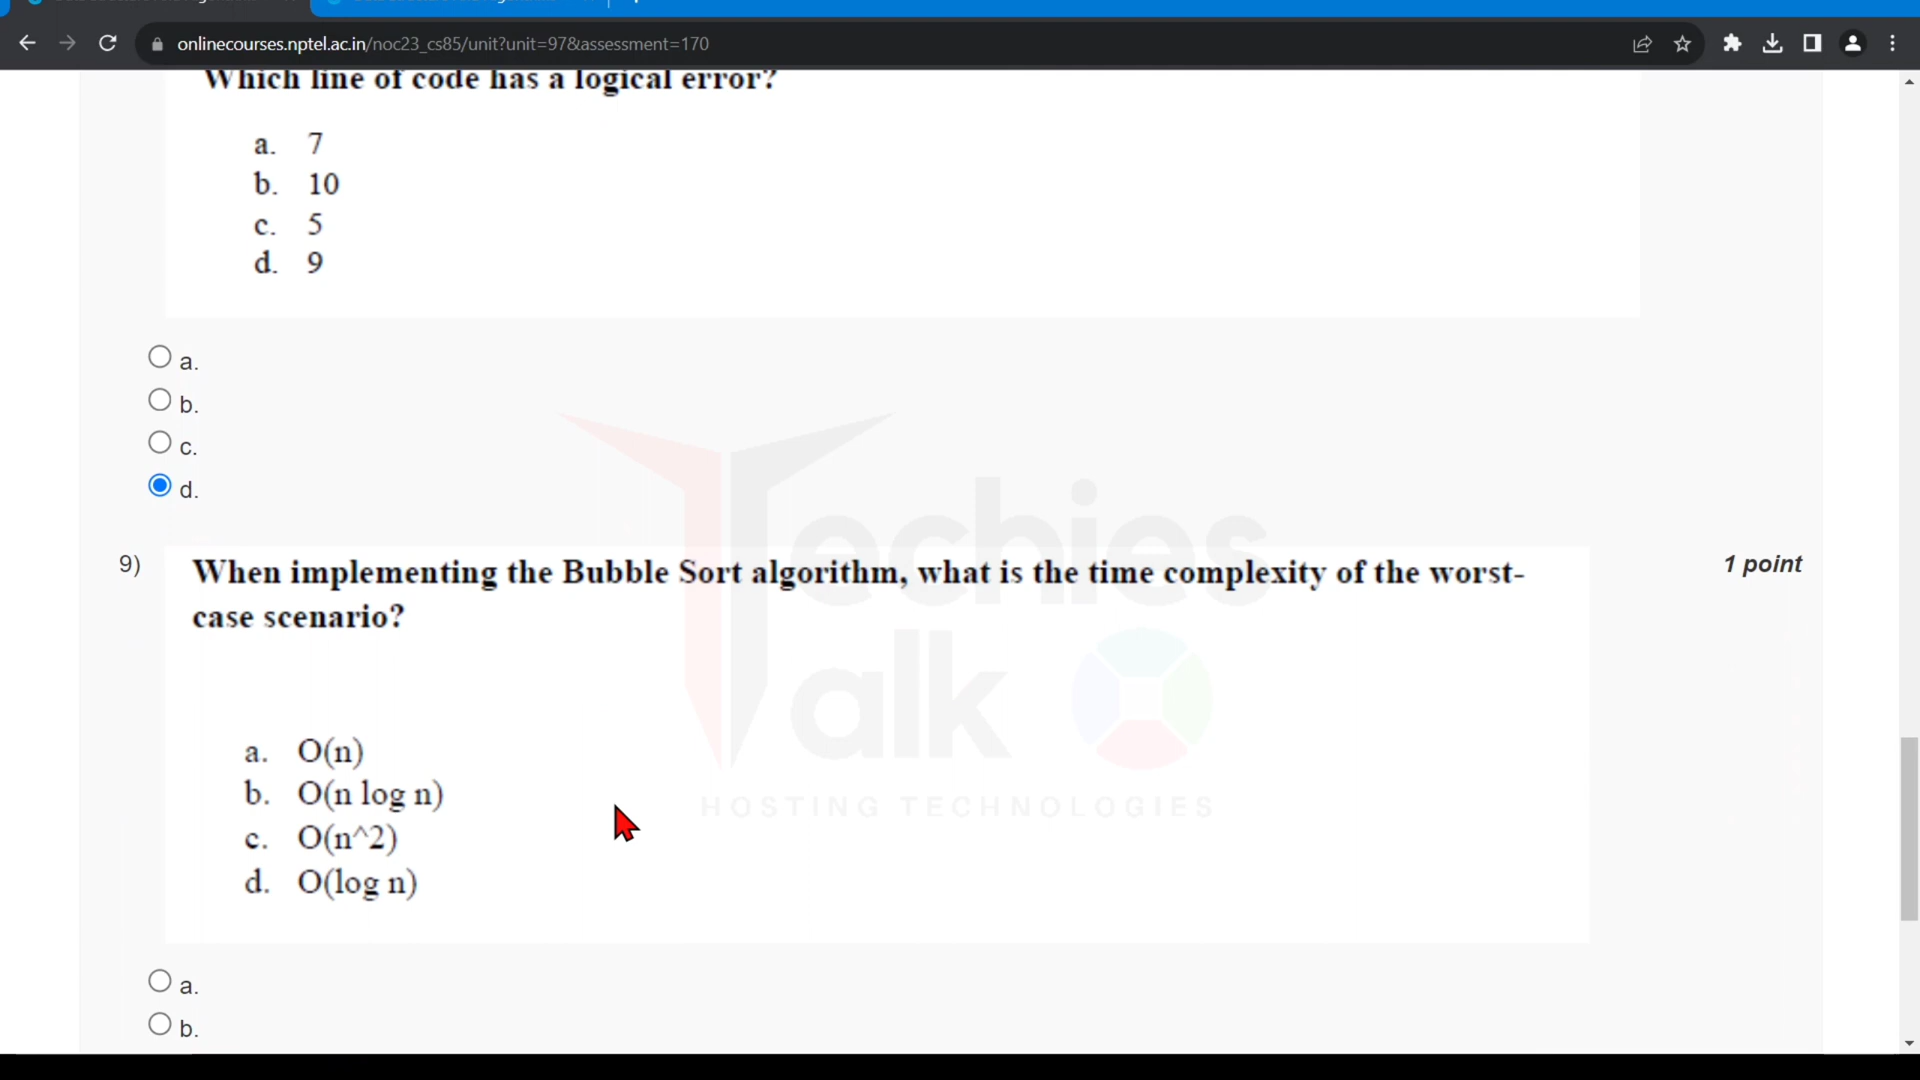 onlinecourses.nptel.ac.in/noc23_cs85/unit?unit=97&assessment=170
Which line of code has a logical error?
a. 7
b. 10
c. 5
d. 9
a.
b.
c.
d.
9) When implementing the Bubble Sort algorithm, what is the time complexity of the worst- 1 point
case scenario?
Techies
Talk
HOSTING TECHNOLOGIES
a. O(n)
b. O(n log n)
c. O(n^2)
d. O(log n)
a.
b.